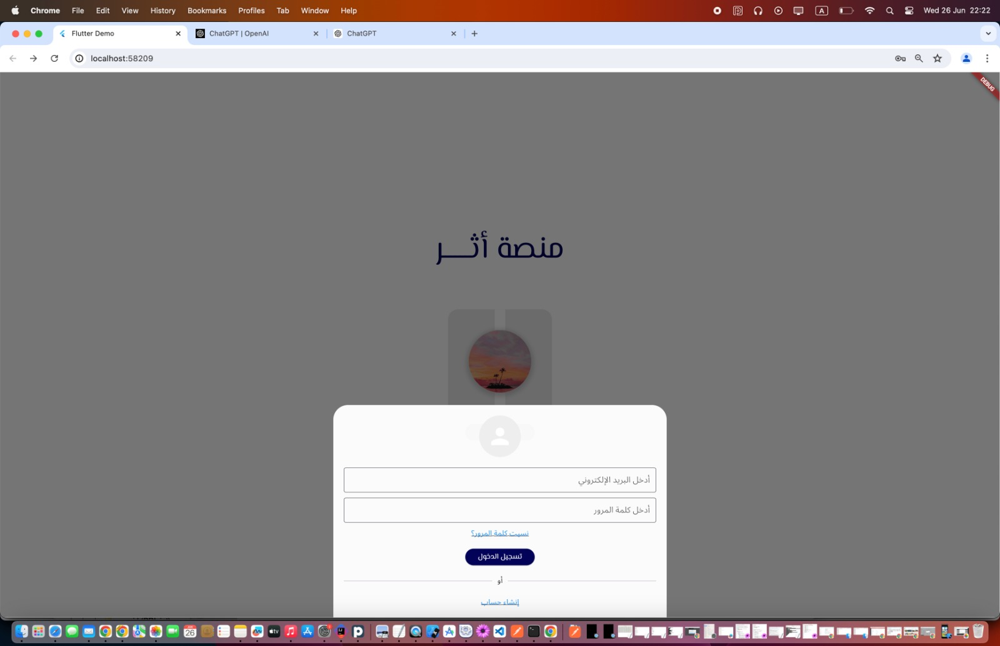 Chrome File Edit View History Bookmarks Profiles Tab Window Help A Wed 26 Jun 22:22
Flutter Demo ChatGPT | OpenAI ChatGPT
localhost:58209
DEBUG
منصة أثـــر
أدخل البريد الإلكتروني
أدخل كلمة المرور
نسيت كلمة المرور؟
تسجيل الدخول
أو
إنشاء حساب
26
tv